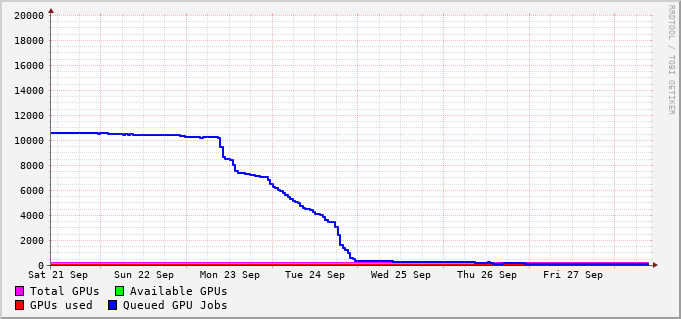 RRDTOOL / TOBI OETIKER
20000
18000
16000
14000
12000
10000
8000
6000
4000
2000
0
Sat 21 Sep Sun 22 Sep Mon 23 Sep Tue 24 Sep Wed 25 Sep Thu 26 Sep Fri 27 Sep
Total GPUs Available GPUs
GPUs used Queued GPU Jobs